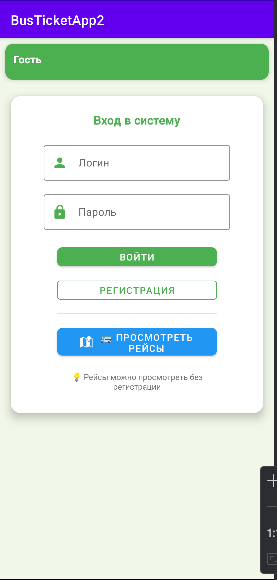 BusTicketApp2
Гость
Вход в систему
Логин
Пароль
ВОЙТИ
РЕГИСТРАЦИЯ
🚌 ПРОСМОТРЕТЬ
РЕЙСЫ
💡 Рейсы можно просмотреть без
регистрации